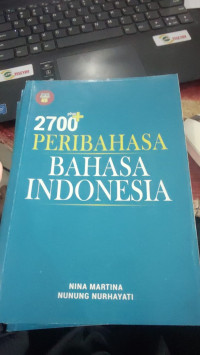 2700+
PERIBAHASA
BAHASA
INDONESIA
NINA MARTINA
NUNUNG NURHAYATI